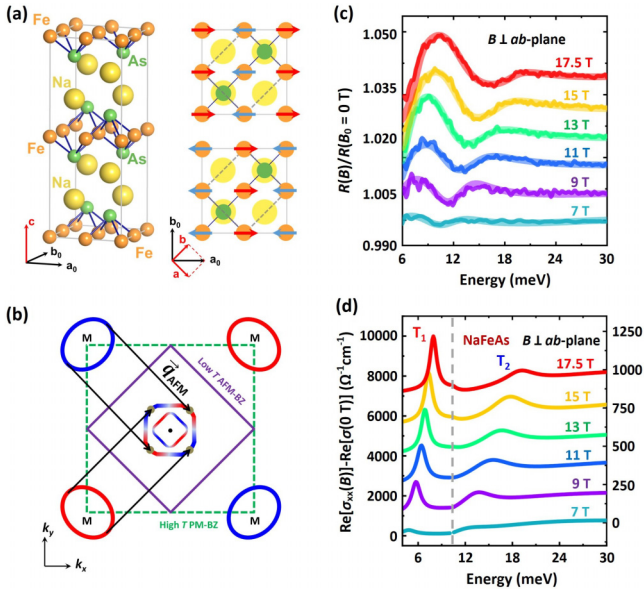 (a)
Fe
As
Na
Fe
As
Na
Fe
c
b₀
a₀
b₀
b
a₀
a
(b)
M
M
q⃗AFM
Low T AFM-BZ
M
M
High T PM-BZ
k_y
k_x
(c)
B ⊥ ab-plane
1.050
1.035
1.020
1.005
0.990
R(B)/R(B₀ = 0 T)
17.5 T
15 T
13 T
11 T
9 T
7 T
6 12 18 24 30
Energy (meV)
(d)
T₁
NaFeAs
B ⊥ ab-plane
T₂
10000
8000
6000
4000
2000
0
Re[σxx(B)]-Re[σ(0 T)] (Ω⁻¹cm⁻¹)
17.5 T
15 T
13 T
11 T
9 T
7 T
1250
1000
750
500
250
0
6 12 18 24 30
Energy (meV)